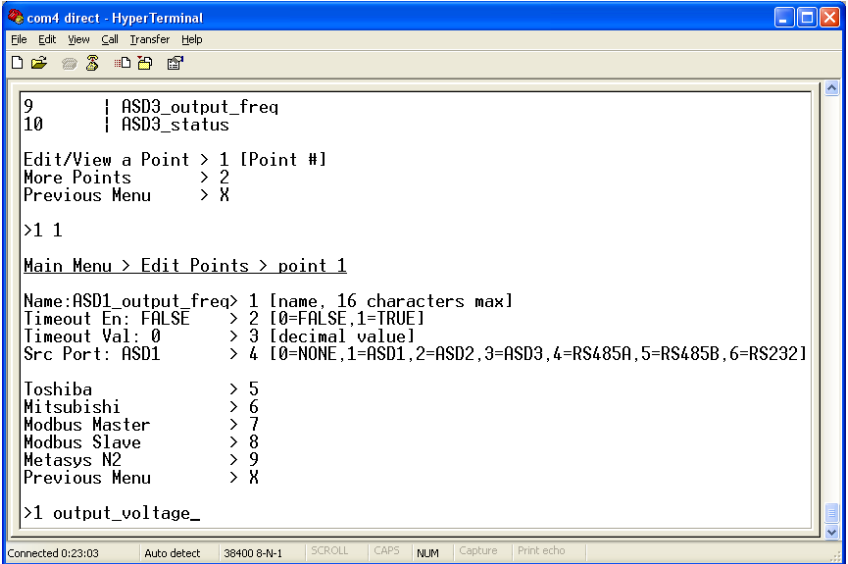 com4 direct - HyperTerminal
File Edit View Call Transfer Help
9 | ASD3_output_freq
10 | ASD3_status
Edit/View a Point > 1 [Point #]
More Points > 2
Previous Menu > X
>1 1
Main Menu > Edit Points > point 1
Name:ASD1_output_freq> 1 [name, 16 characters max]
Timeout En: FALSE > 2 [0=FALSE,1=TRUE]
Timeout Val: 0 > 3 [decimal value]
Src Port: ASD1 > 4 [0=NONE,1=ASD1,2=ASD2,3=ASD3,4=RS485A,5=RS485B,6=RS232]
Toshiba > 5
Mitsubishi > 6
Modbus Master > 7
Modbus Slave > 8
Metasys N2 > 9
Previous Menu > X
>1 output_voltage_
Connected 0:23:03 Auto detect 38400 8-N-1 SCROLL CAPS NUM Capture Print echo